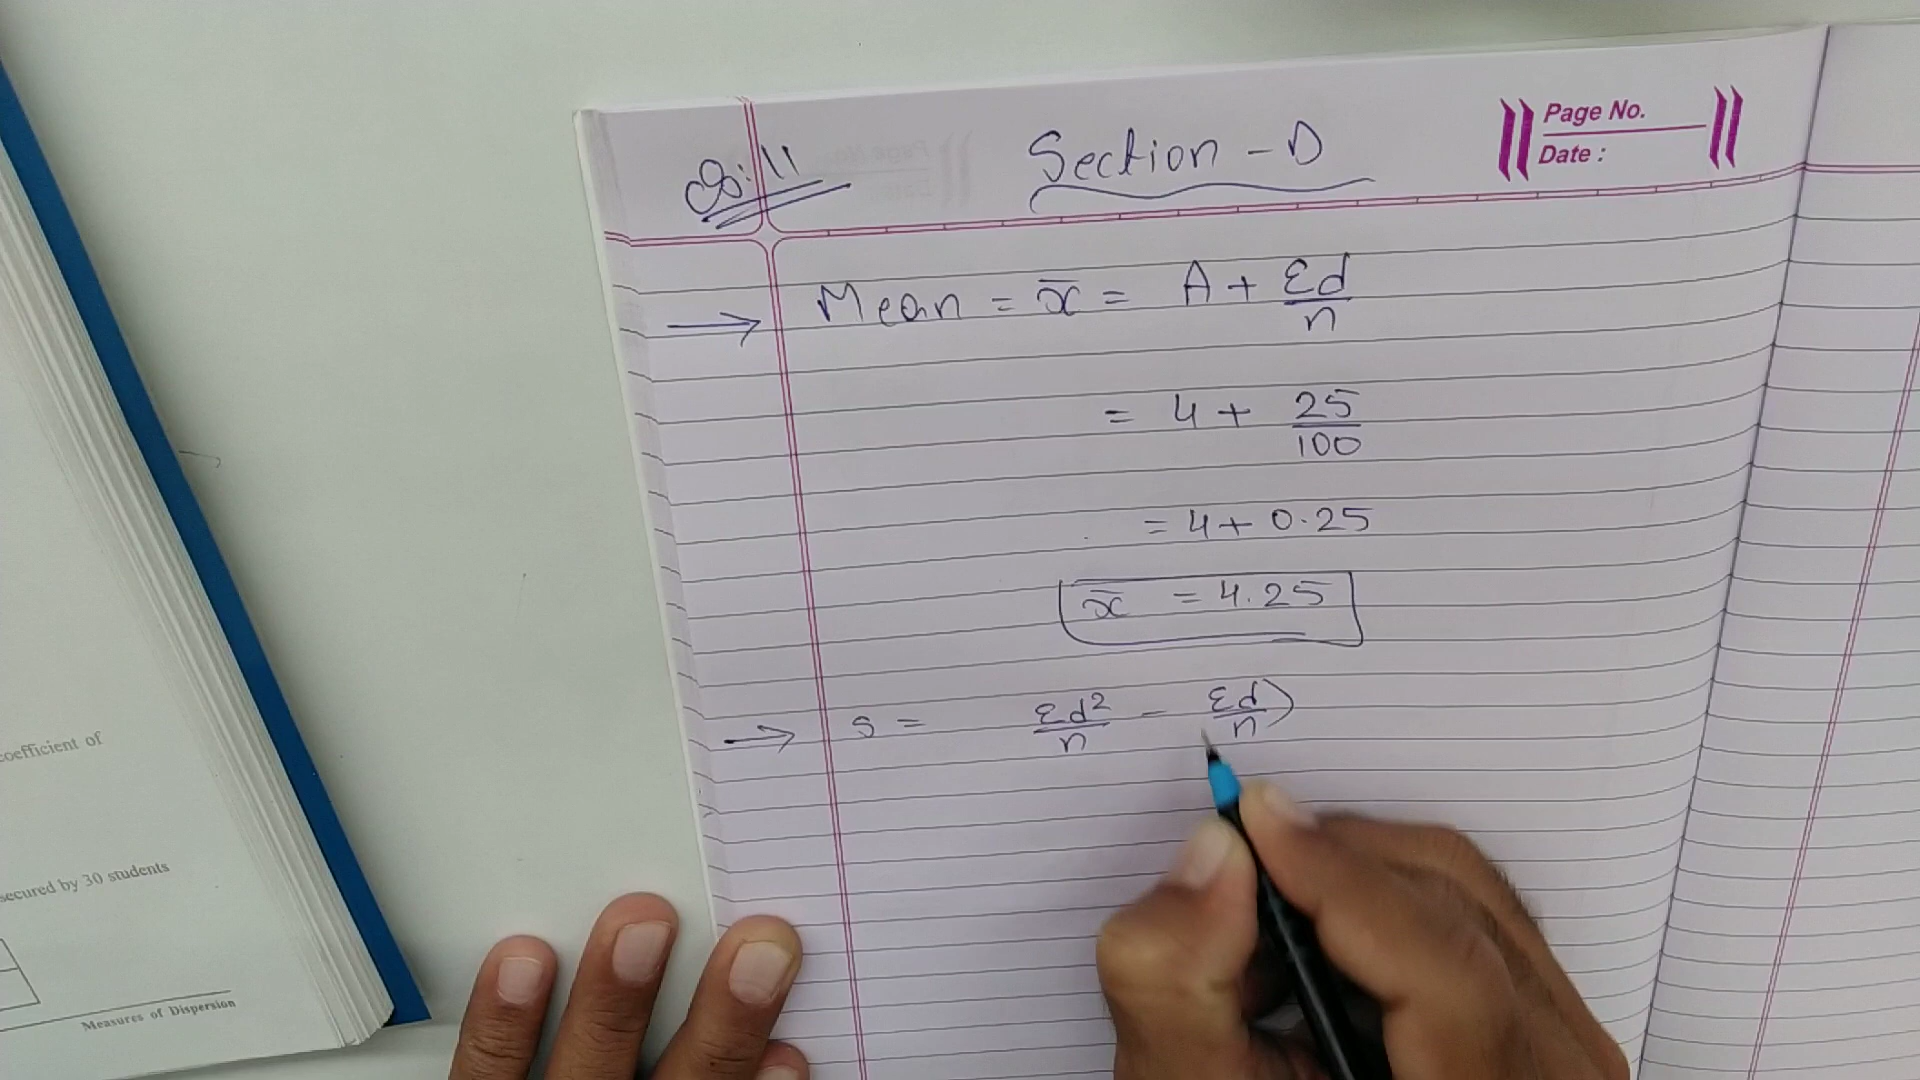 Q:11
Section - D
Page No.
Date :
Mean = x̄ = A + Σd/n
= 4 + 25/100
= 4 + 0.25
x̄ = 4.25
s = Σd²/n - Σd/n)
coefficient of
secured by 30 students
Measures of Dispersion